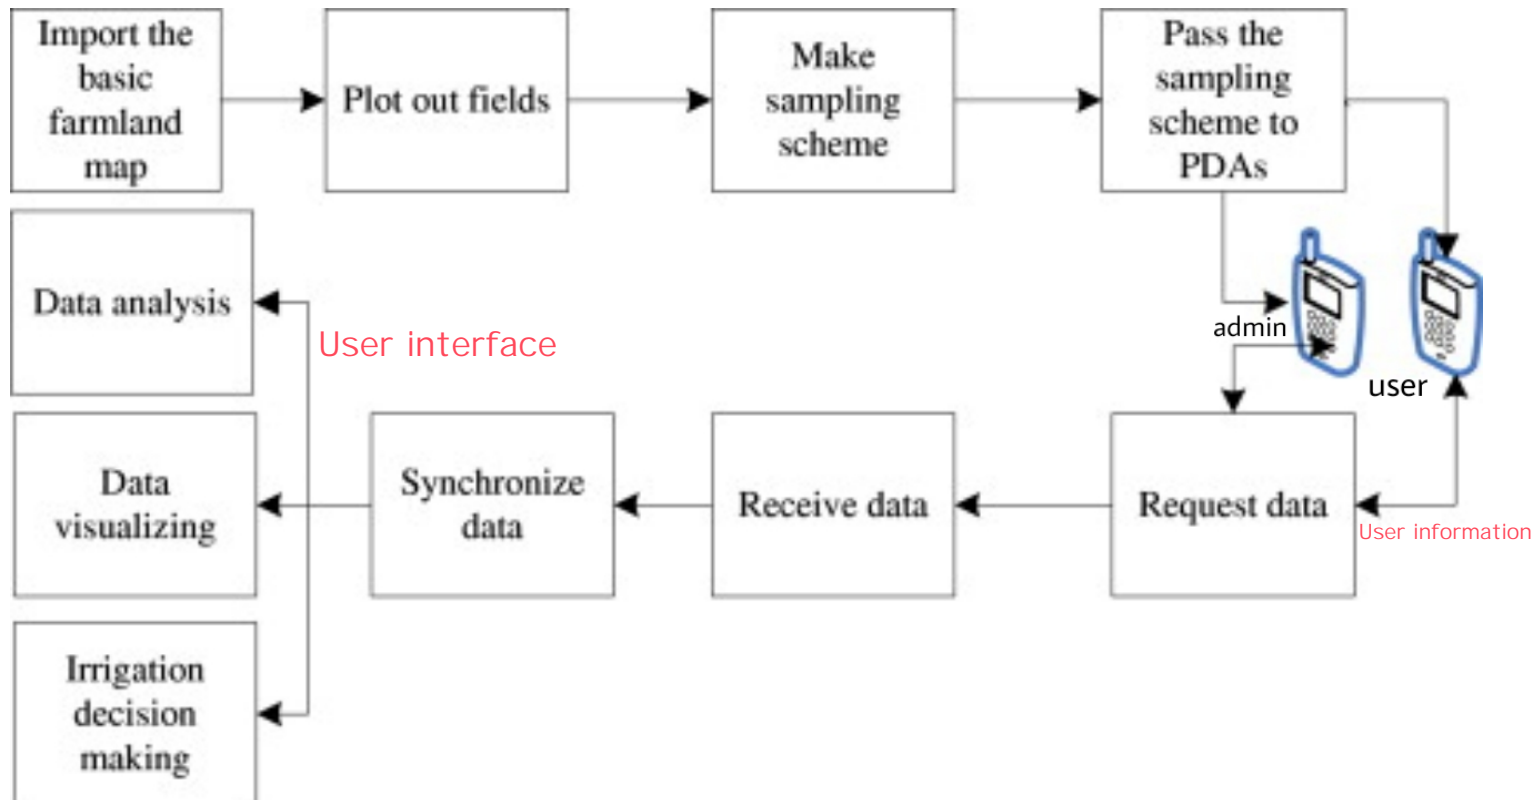 Import the
basic
farmland
map
Plot out fields
Make
sampling
scheme
Pass the
sampling
scheme to
PDAs
Data analysis
User interface
admin
user
Data
visualizing
Synchronize
data
Receive data
Request data
User information
Irrigation
decision
making